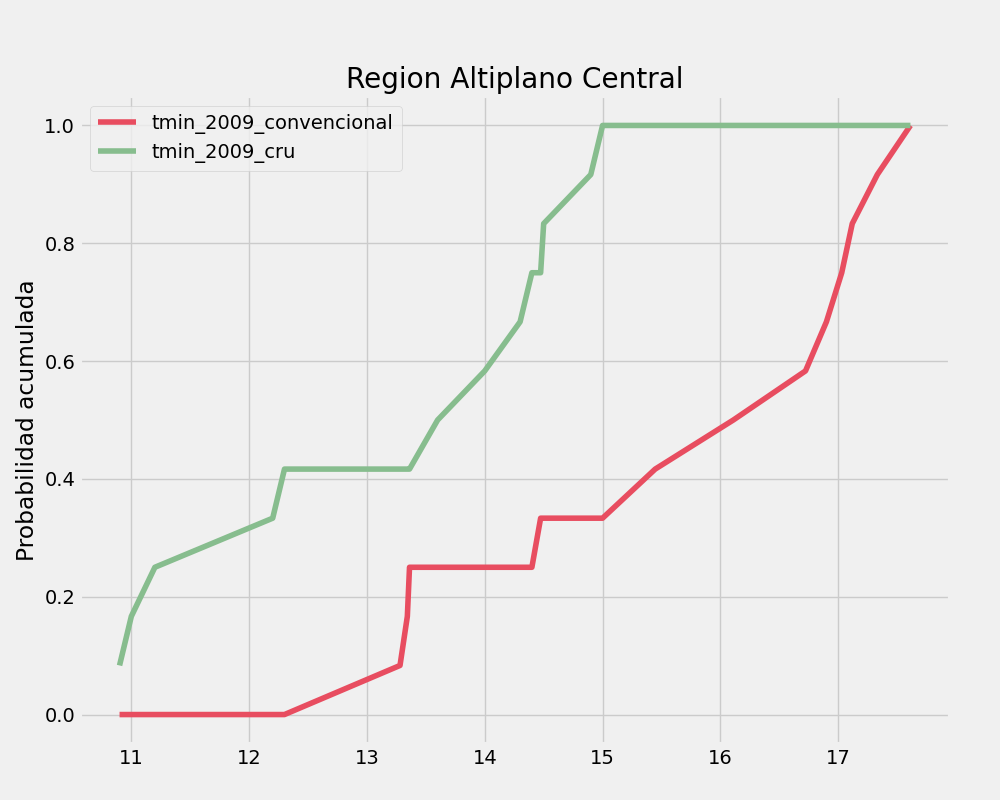 Region Altiplano Central
tmin_2009_convencional
tmin_2009_cru
Probabilidad acumulada
1.0
0.8
0.6
0.4
0.2
0.0
11 12 13 14 15 16 17